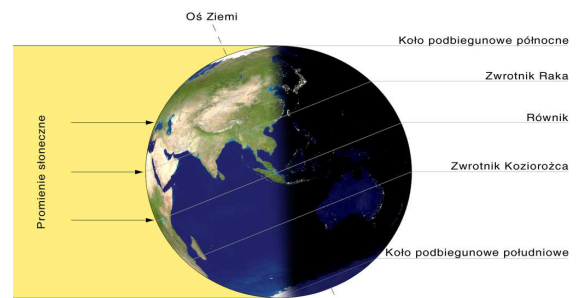 Oś Ziemi
Koło podbiegunowe północne
Zwrotnik Raka
Równik
Zwrotnik Koziorożca
Koło podbiegunowe południowe
Promienie słoneczne